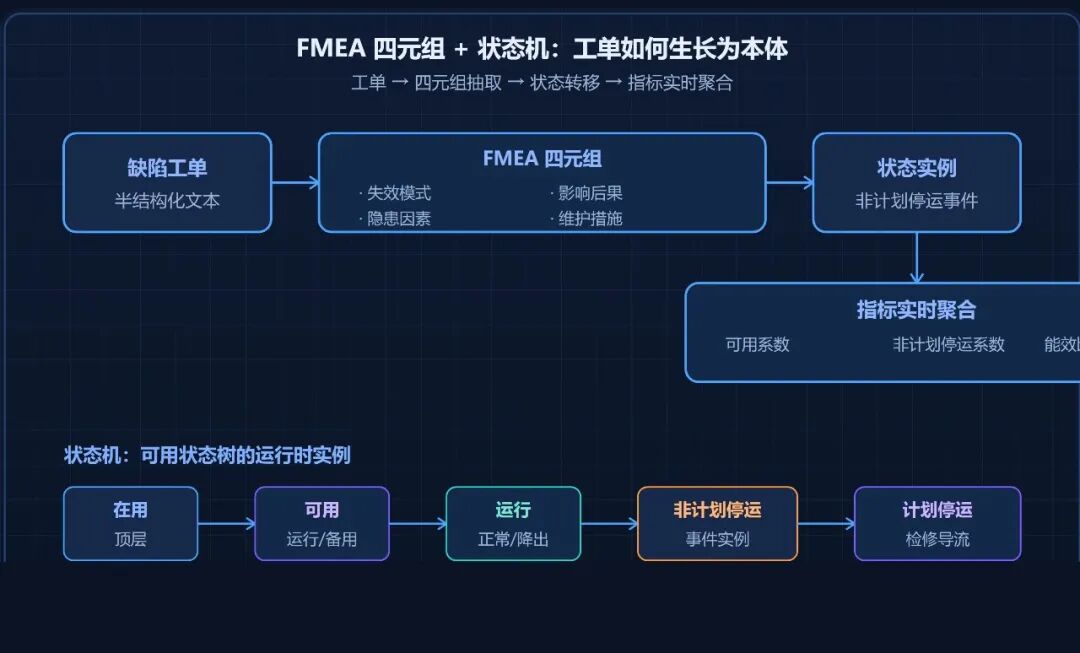 FMEA 四元组 + 状态机：工单如何生长为本体
工单 → 四元组抽取 → 状态转移 → 指标实时聚合
缺陷工单
半结构化文本
FMEA 四元组
· 失效模式
· 影响后果
· 隐患因素
· 维护措施
状态实例
非计划停运事件
指标实时聚合
可用系数
非计划停运系数
能效
状态机：可用状态树的运行时实例
在用
顶层
可用
运行/备用
运行
正常/降出
非计划停运
事件实例
计划停运
检修导流